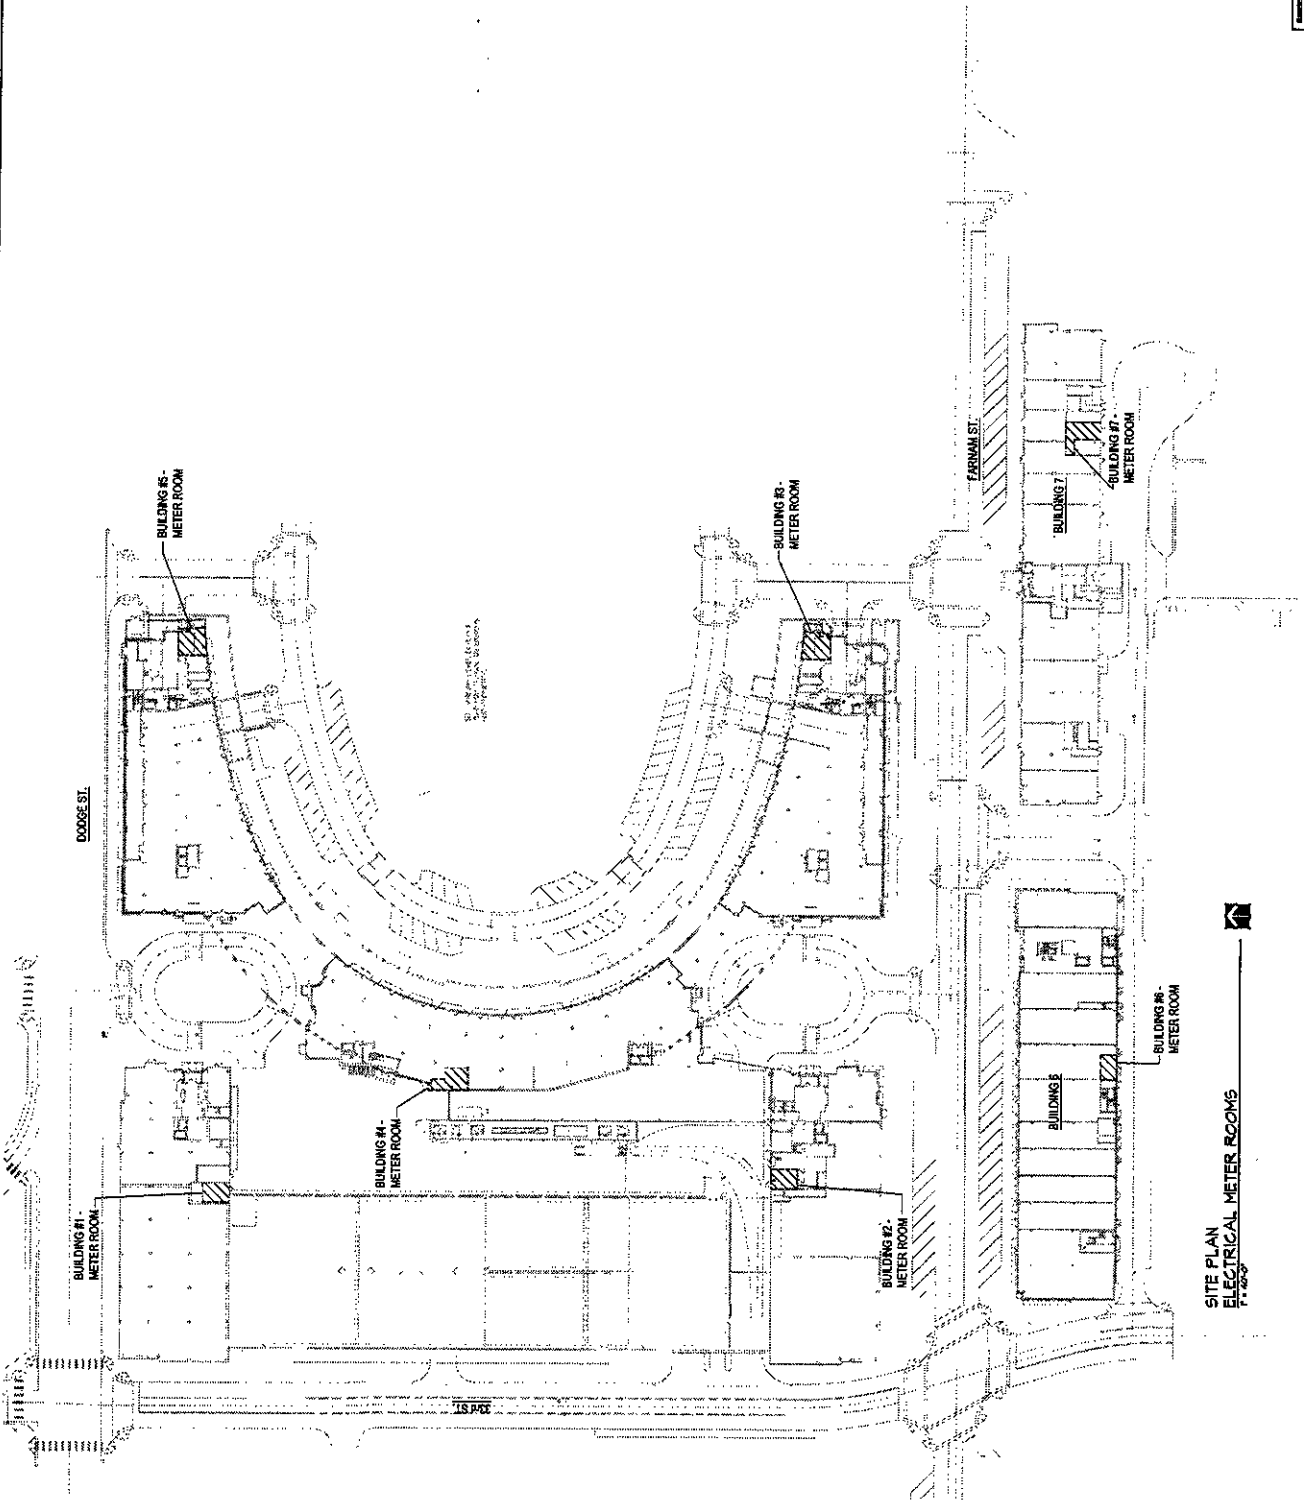 DODGE ST.
BUILDING #5 -
METER ROOM
BUILDING #3 -
METER ROOM
FARNAM ST.
BUILDING 7
BUILDING #7 -
METER ROOM
BUILDING #1 -
METER ROOM
BUILDING #4 -
METER ROOM
BUILDING #2 -
METER ROOM
BUILDING 6
BUILDING #6 -
METER ROOM
33rd ST.
SITE PLAN
ELECTRICAL METER ROOMS